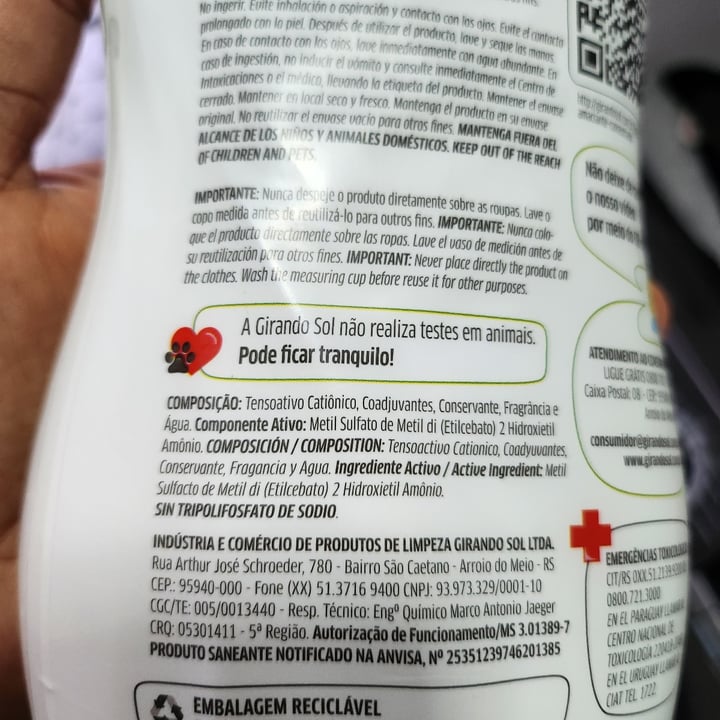 No ingerir. Evite inhalación o aspiración y contacto con los ojos. Evite el contacto
prolongado con la piel. Después de utilizar el producto, lave y seque las manos.
En caso de contacto con los ojos, lave inmediatamente con agua abundante. En
caso de ingestión, no inducir el vómito y consulte inmediatamente el Centro de
Intoxicaciones o el médico, llevando la etiqueta del producto. Mantener el envase
cerrado. Mantener en local seco y fresco. Mantenga el producto en su envase
original. No reutilizar el envase vacío para otros fines. MANTENGA FUERA DEL
ALCANCE DE LOS NIÑOS Y ANIMALES DOMÉSTICOS. KEEP OUT OF THE REACH
OF CHILDREN AND PETS.
IMPORTANTE: Nunca despeje o produto diretamente sobre as roupas. Lave o
copo medida antes de reutilizá-lo para outros fins. IMPORTANTE: Nunca colo-
que el producto directamente sobre las ropas. Lave el vaso de medición antes de
su reutilización para otros fines. IMPORTANT: Never place directly the product on
the clothes. Wash the measuring cup before reuse it for other purposes.
A Girando Sol não realiza testes em animais.
Pode ficar tranquilo!
COMPOSIÇÃO: Tensoativo Catiônico, Coadjuvantes, Conservante, Fragrância e
Água. Componente Ativo: Metil Sulfato de Metil di (Etilcebato) 2 Hidroxietil
Amônio. COMPOSICIÓN / COMPOSITION: Tensoactivo Cationico, Coadyuvantes,
Conservante, Fragancia y Agua. Ingrediente Activo / Active Ingredient: Metil
Sulfacto de Metil di (Etilcebato) 2 Hidroxietil Amônio.
SIN TRIPOLIFOSFATO DE SODIO.
INDÚSTRIA E COMÉRCIO DE PRODUTOS DE LIMPEZA GIRANDO SOL LTDA.
Rua Arthur José Schroeder, 780 - Bairro São Caetano - Arroio do Meio - RS
CEP.: 95940-000 - Fone (XX) 51.3716 9400 CNPJ: 93.973.329/0001-10
CGC/TE: 005/0013440 - Resp. Técnico: Engº Químico Marco Antonio Jaeger
CRQ: 05301411 - 5ª Região. Autorização de Funcionamento/MS 3.01389-7
PRODUTO SANEANTE NOTIFICADO NA ANVISA, Nº 25351239746201385
EMBALAGEM RECICLÁVEL
Não deixe
o nosso
por meio
ATENDIMENTO AO
LIGUE GRÁTIS
Caixa Postal: 08
consumidor@girandosol
www.girandosol
EMERGÊNCIAS
CIT/RS 0XX.51.2139
0800.721.3000
EN EL PARAGUAY
CENTRO NACIONAL DE
TOXICOLOGÍA
EN EL URUGUAY
CIAT TEL. 1722